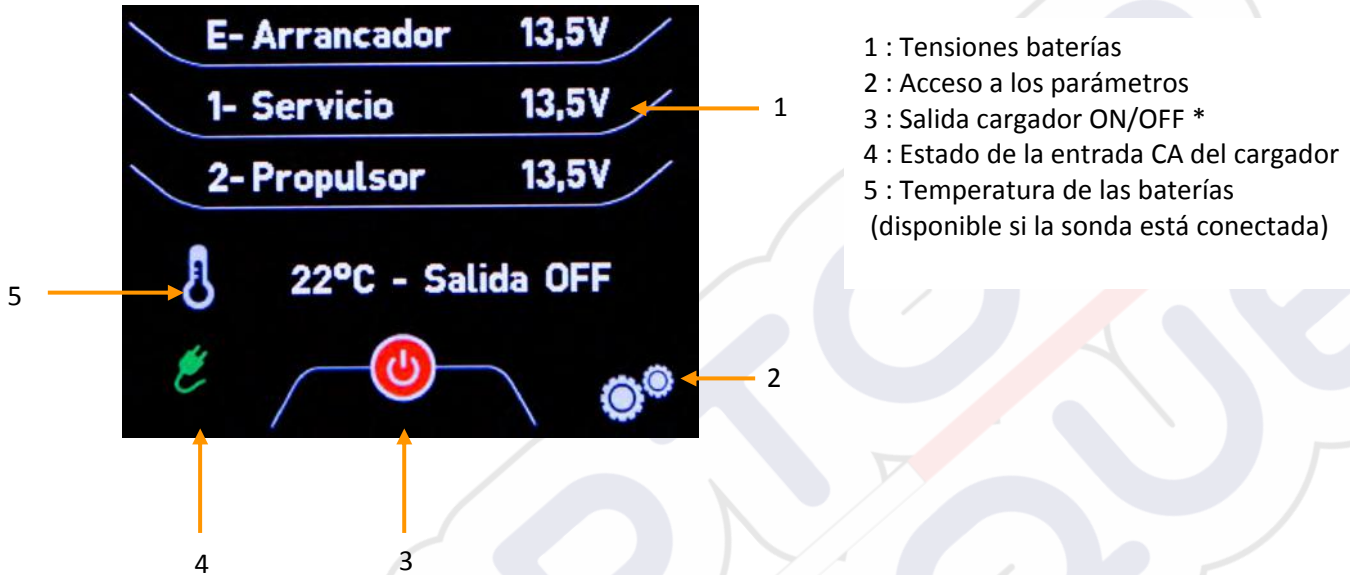 E- Arrancador 13,5V
1- Servicio 13,5V
2- Propulsor 13,5V
22ºC - Salida OFF
1
5
2
4
3
1 : Tensiones baterías
2 : Acceso a los parámetros
3 : Salida cargador ON/OFF *
4 : Estado de la entrada CA del cargador
5 : Temperatura de las baterías
(disponible si la sonda está conectada)